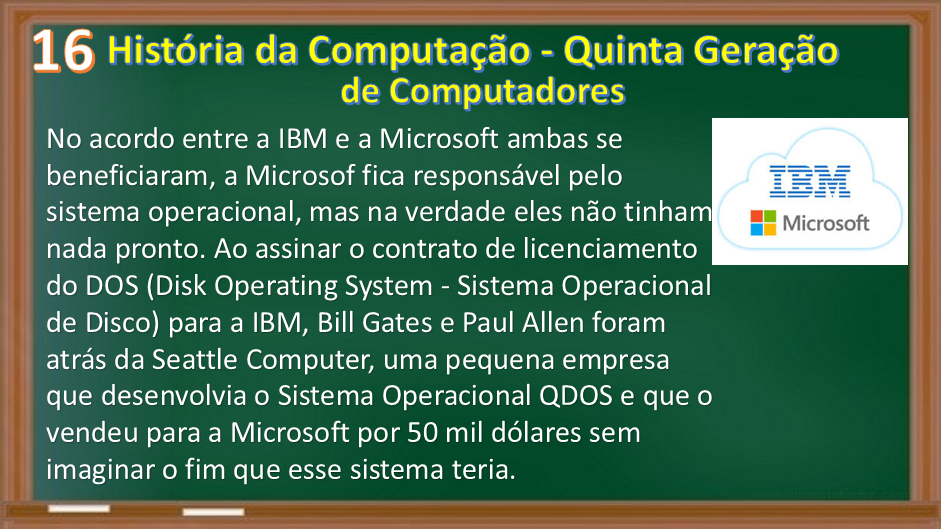 16 História da Computação - Quinta Geração
de Computadores
No acordo entre a IBM e a Microsoft ambas se
beneficiaram, a Microsof fica responsável pelo
sistema operacional, mas na verdade eles não tinham
nada pronto. Ao assinar o contrato de licenciamento
do DOS (Disk Operating System - Sistema Operacional
de Disco) para a IBM, Bill Gates e Paul Allen foram
atrás da Seattle Computer, uma pequena empresa
que desenvolvia o Sistema Operacional QDOS e que o
vendeu para a Microsoft por 50 mil dólares sem
imaginar o fim que esse sistema teria.
IBM
Microsoft